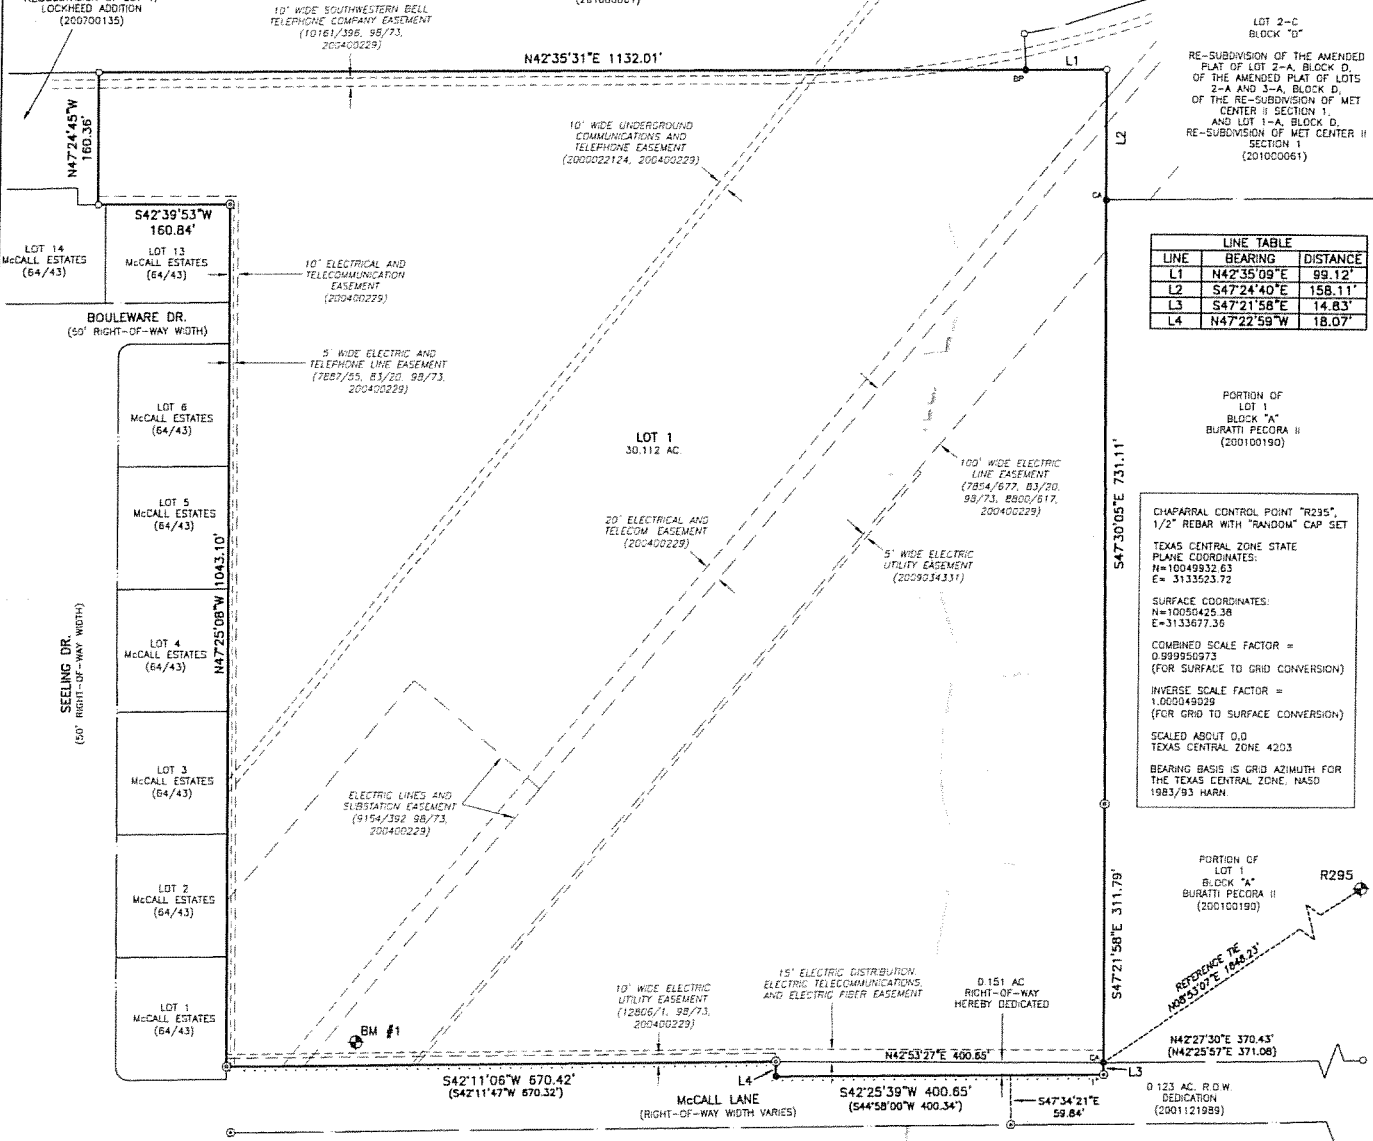 LOCKHEED ADDITION
(200700135)
10' WIDE SOUTHWESTERN BELL
TELEPHONE COMPANY EASEMENT
(10161/396, 98/73,
200400229)
N42°35'31"E 1132.01'
BP
L1
L2
CA
LOT 2-C
BLOCK "D"
RE-SUBDIVISION OF THE AMENDED
PLAT OF LOT 2-A, BLOCK D,
OF THE AMENDED PLAT OF LOTS
2-A AND 3-A, BLOCK D,
OF THE RE-SUBDIVISION OF MET
CENTER II SECTION 1,
AND LOT 1-A, BLOCK D,
RE-SUBDIVISION OF MET CENTER II
SECTION 1
(201000061)
N47°24'45"W
160.36'
10' WIDE UNDERGROUND
COMMUNICATIONS AND
TELEPHONE EASEMENT
(2000022124, 200400229)
S42°39'53"W
160.84'
LOT 14
McCALL ESTATES
(64/43)
LOT 13
McCALL ESTATES
(64/43)
10' ELECTRICAL AND
TELECOMMUNICATION
EASEMENT
(200400229)
LINE TABLE
LINE BEARING DISTANCE
L1 N42°35'09"E 99.12'
L2 S47°24'40"E 158.11'
L3 S47°21'58"E 14.83'
L4 N47°22'59"W 18.07'
BOULEWARE DR.
(50' RIGHT-OF-WAY WIDTH)
5' WIDE ELECTRIC AND
TELEPHONE LINE EASEMENT
(7887/55, 83/20, 98/73,
200400229)
LOT 6
McCALL ESTATES
(64/43)
LOT 1
30.112 AC.
PORTION OF
LOT 1
BLOCK "A"
BURATTI PECORA II
(200100190)
100' WIDE ELECTRIC
LINE EASEMENT
(7854/677, 83/20,
98/73, 8800/617,
200400229)
S47°30'05"E 731.11'
LOT 5
McCALL ESTATES
(64/43)
20' ELECTRICAL AND
TELECOM EASEMENT
(200400229)
5' WIDE ELECTRIC
UTILITY EASEMENT
(2009034331)
CHAPARRAL CONTROL POINT "R295",
1/2" REBAR WITH "RANDOM" CAP SET
TEXAS CENTRAL ZONE STATE
PLANE COORDINATES:
N=10049932.63
E= 3133523.72
SURFACE COORDINATES:
N=10050425.38
E=3133677.36
COMBINED SCALE FACTOR =
0.999950973
(FOR SURFACE TO GRID CONVERSION)
INVERSE SCALE FACTOR =
1.000049029
(FOR GRID TO SURFACE CONVERSION)
SCALED ABOUT 0,0
TEXAS CENTRAL ZONE 4203
BEARING BASIS IS GRID AZIMUTH FOR
THE TEXAS CENTRAL ZONE, NASD
1983/93 HARN.
N47°25'08"W 1043.10'
SEELING DR.
(50' RIGHT-OF-WAY WIDTH)
LOT 4
McCALL ESTATES
(64/43)
LOT 3
McCALL ESTATES
(64/43)
ELECTRIC LINES AND
SUBSTATION EASEMENT
(9154/392 98/73,
200400229)
LOT 2
McCALL ESTATES
(64/43)
PORTION OF
LOT 1
BLOCK "A"
BURATTI PECORA II
(200100190)
R295
S47°21'58"E 311.79'
REFERENCE TIE
N08°53'07"E 1848.23'
LOT 1
McCALL ESTATES
(64/43)
BM #1
10' WIDE ELECTRIC
UTILITY EASEMENT
(12806/1, 98/73,
200400229)
15' ELECTRIC DISTRIBUTION,
ELECTRIC TELECOMMUNICATIONS,
AND ELECTRIC FIBER EASEMENT
0.151 AC
RIGHT-OF-WAY
HEREBY DEDICATED
N42°53'27"E 400.65'
CA
N42°27'30"E 370.43'
(N42°25'57"E 371.08)
L3
L4
S42°11'06"W 670.42'
(S42°11'47"W 670.32')
McCALL LANE
(RIGHT-OF-WAY WIDTH VARIES)
S42°25'39"W 400.65'
(S44°58'00"W 400.34')
S47°34'21"E
59.84'
0.123 AC. R.O.W.
DEDICATION
(2001121989)